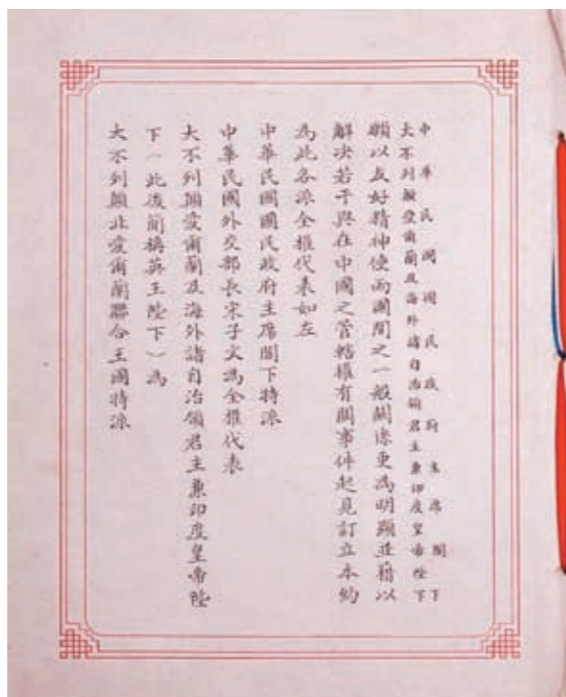 中華民國國民政府主席閣下
大不列顛愛爾蘭及海外諸自治領君主兼印度皇帝陛下
願以友好精神使兩國間之一般關係更為明顯並藉以
解決若干與在中國之管轄權有關事件起見訂立本約
為此各派全權代表如左
中華民國國民政府主席閣下特派
中華民國外交部長宋子文為全權代表
大不列顛愛爾蘭及海外諸自治領君主兼印度皇帝陛
下（此後簡稱英王陛下）為
大不列顛北愛爾蘭聯合王國特派